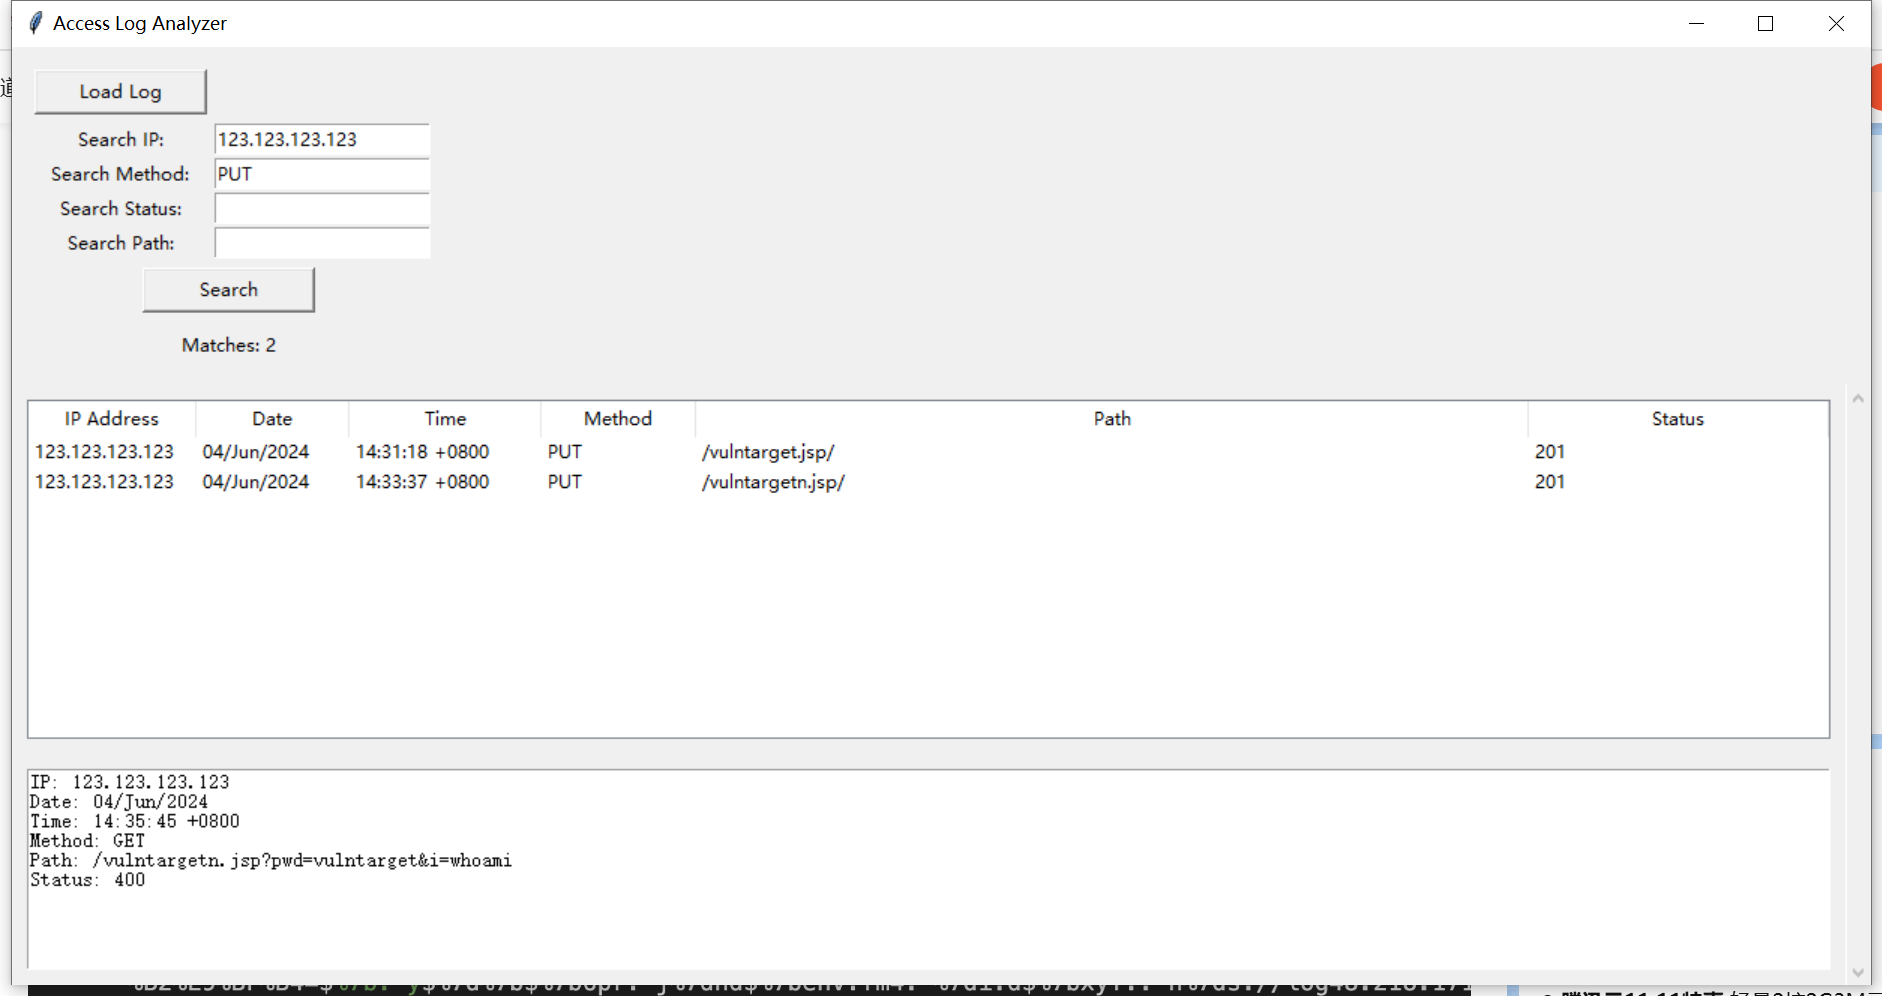 Access Log Analyzer
Load Log
Search IP: 123.123.123.123
Search Method: PUT
Search Status:
Search Path:
Search
Matches: 2
IP Address Date Time Method Path Status
123.123.123.123 04/Jun/2024 14:31:18 +0800 PUT /vulntarget.jsp/ 201
123.123.123.123 04/Jun/2024 14:33:37 +0800 PUT /vulntargetn.jsp/ 201
IP: 123.123.123.123
Date: 04/Jun/2024
Time: 14:35:45 +0800
Method: GET
Path: /vulntargetn.jsp?pwd=vulntarget&i=whoami
Status: 400